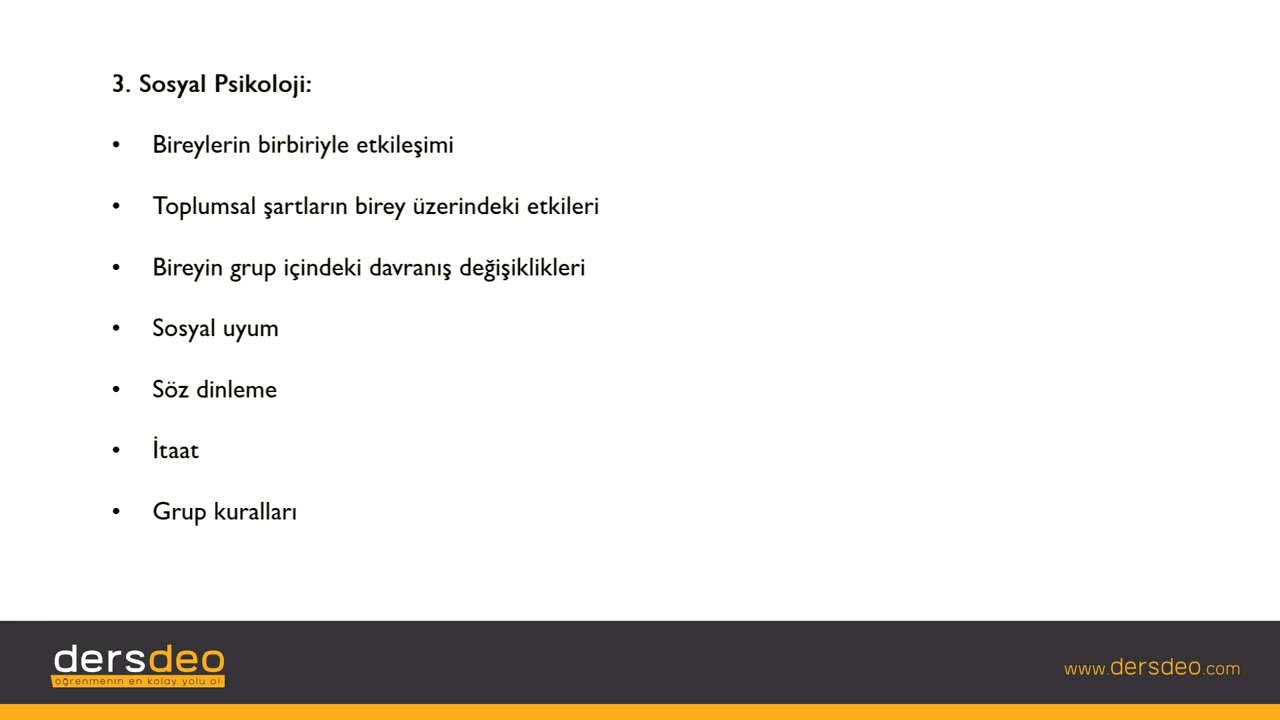 3. Sosyal Psikoloji:
• Bireylerin birbiriyle etkileşimi
• Toplumsal şartların birey üzerindeki etkileri
• Bireyin grup içindeki davranış değişiklikleri
• Sosyal uyum
• Söz dinleme
• İtaat
• Grup kuralları
dersdeo
öğrenmenin en kolay yolu o!
www.dersdeo.com